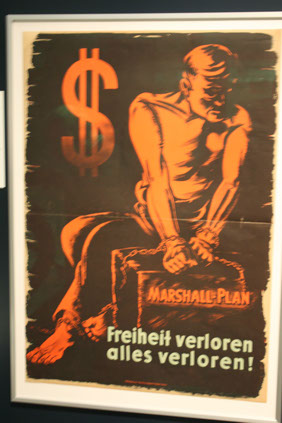 $
MARSHALL-PLAN
Freiheit verloren
alles verloren!